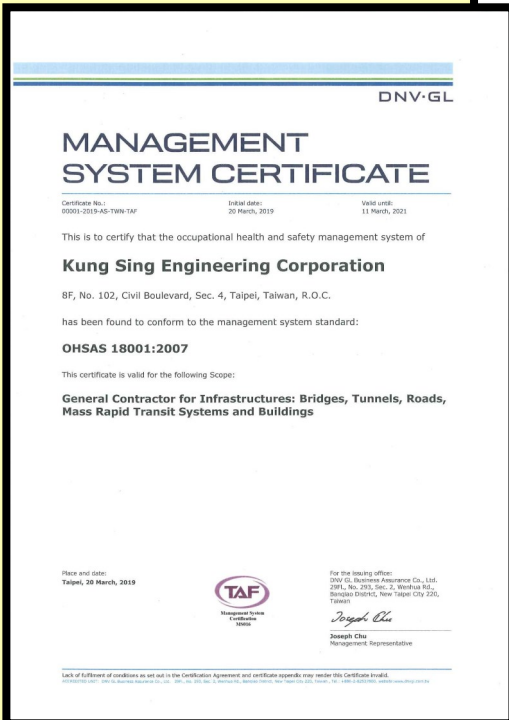 DNV·GL
MANAGEMENT
SYSTEM CERTIFICATE
Certificate No.:
00001-2019-AS-TWN-TAF
Initial date:
20 March, 2019
Valid until:
11 March, 2021
This is to certify that the occupational health and safety management system of
Kung Sing Engineering Corporation
8F, No. 102, Civil Boulevard, Sec. 4, Taipei, Taiwan, R.O.C.
has been found to conform to the management system standard:
OHSAS 18001:2007
This certificate is valid for the following Scope:
General Contractor for Infrastructures: Bridges, Tunnels, Roads,
Mass Rapid Transit Systems and Buildings
Place and date:
Taipei, 20 March, 2019
TAF
Management System
Certification
MS016
For the issuing office:
DNV GL Business Assurance Co., Ltd.
29Fl., No. 293, Sec. 2, Wenhua Rd.,
Banqiao District, New Taipei City 220,
Taiwan
Joseph Chu
Joseph Chu
Management Representative
Lack of fulfilment of conditions as set out in the Certification Agreement and certificate appendix may render this Certificate invalid.